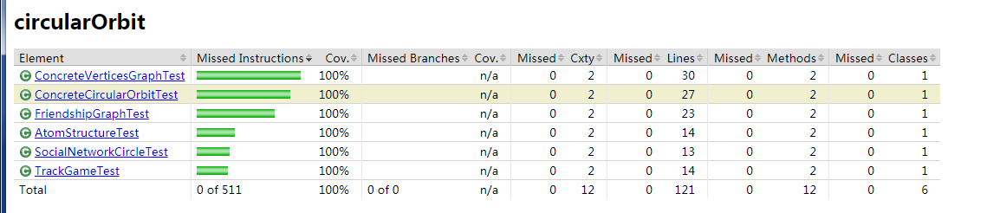 circularOrbit
Element Missed Instructions Cov. Missed Branches Cov. Missed Cxty Missed Lines Missed Methods Missed Classes
ConcreteVerticesGraphTest 100% n/a 0 2 0 30 0 2 0 1
ConcreteCircularOrbitTest 100% n/a 0 2 0 27 0 2 0 1
FriendshipGraphTest 100% n/a 0 2 0 23 0 2 0 1
AtomStructureTest 100% n/a 0 2 0 14 0 2 0 1
SocialNetworkCircleTest 100% n/a 0 2 0 13 0 2 0 1
TrackGameTest 100% n/a 0 2 0 14 0 2 0 1
Total 0 of 511 100% 0 of 0 n/a 0 12 0 121 0 12 0 6